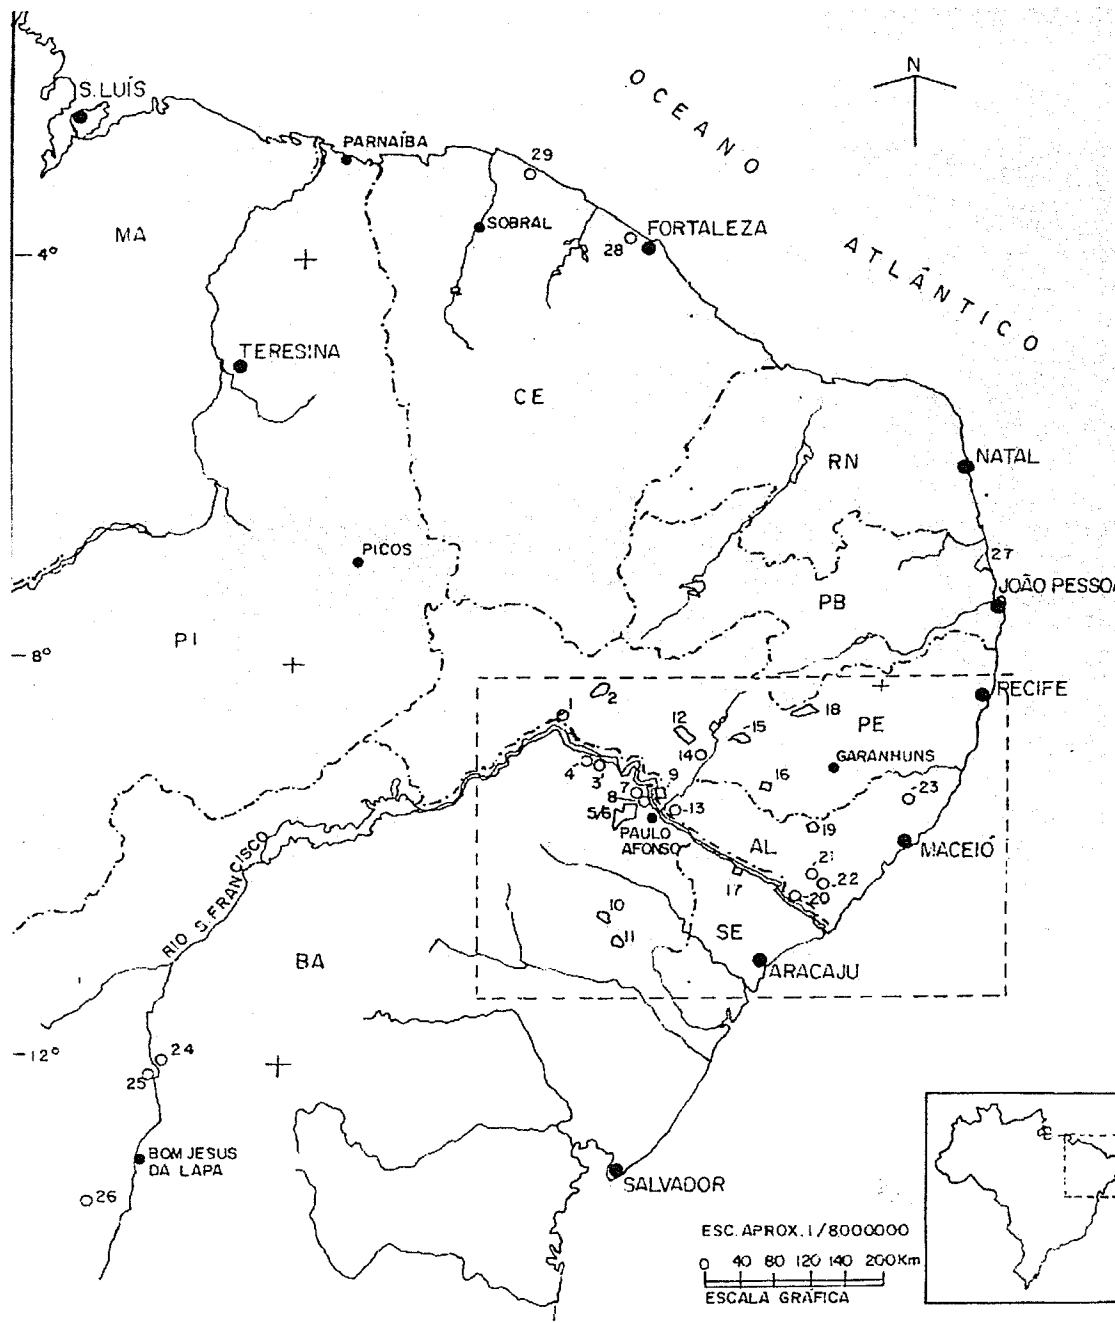 N
OCEANO
ATLÂNTICO
S. LUÍS
PARNAÍBA
29
SOBRAL
FORTALEZA
28
MA
-4°
TERESINA
CE
RN
NATAL
PICOS
27
JOÃO PESSOA
PB
PI
-8°
RECIFE
1
2
12
15
18
PE
14
GARANHUNS
4
3
7
9
16
8
13
23
5/6
PAULO
AFONSO
19
AL
MACEIÓ
21
17
22
20
RIO S. FRANCISCO
10
11
SE
BA
ARACAJU
-12°
24
25
BOM JESUS
DA LAPA
26
SALVADOR
ESC. APROX. 1/8000000
0 40 80 120 140 200Km
ESCALA GRÁFICA